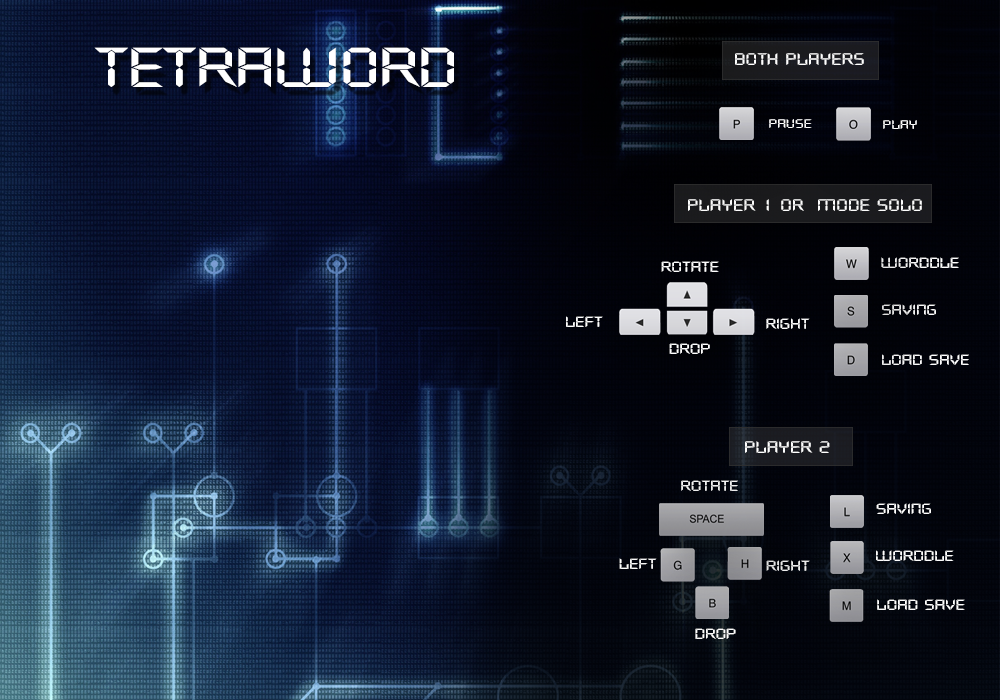 TETRAWORD
BOTH PLAYERS
P PAUSE O PLAY
PLAYER 1 OR MODE SOLO
ROTATE
▲
LEFT ◄ ▼ ► RIGHT
DROP
W WORDDLE
S SAVING
D LOAD SAVE
PLAYER 2
ROTATE
SPACE
LEFT G H RIGHT
B
DROP
L SAVING
X WORDDLE
M LOAD SAVE